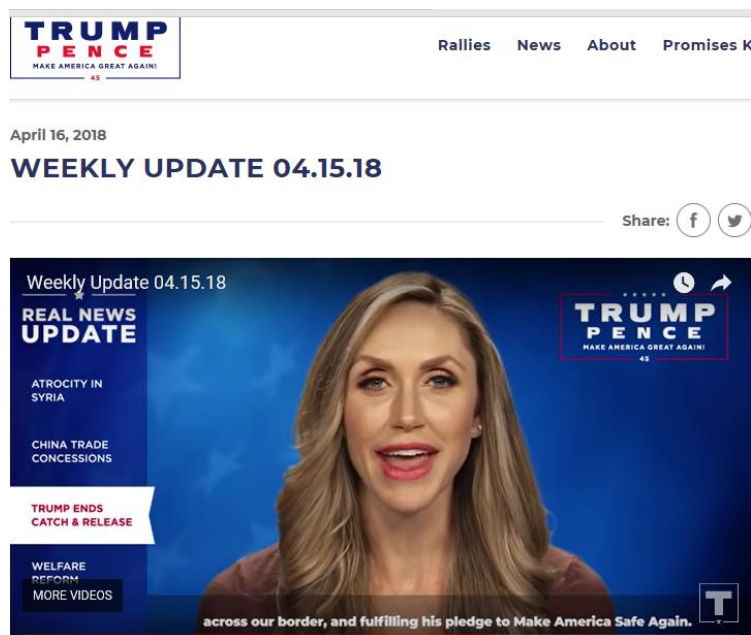 TRUMP
PENCE
MAKE AMERICA GREAT AGAIN!
45
Rallies News About Promises K
April 16, 2018
WEEKLY UPDATE 04.15.18
Share:
Weekly Update 04.15.18
REAL NEWS
UPDATE
TRUMP
PENCE
MAKE AMERICA GREAT AGAIN!
45
ATROCITY IN
SYRIA
CHINA TRADE
CONCESSIONS
TRUMP ENDS
CATCH & RELEASE
WELFARE
REFORM
MORE VIDEOS
across our border, and fulfilling his pledge to Make America Safe Again.
T